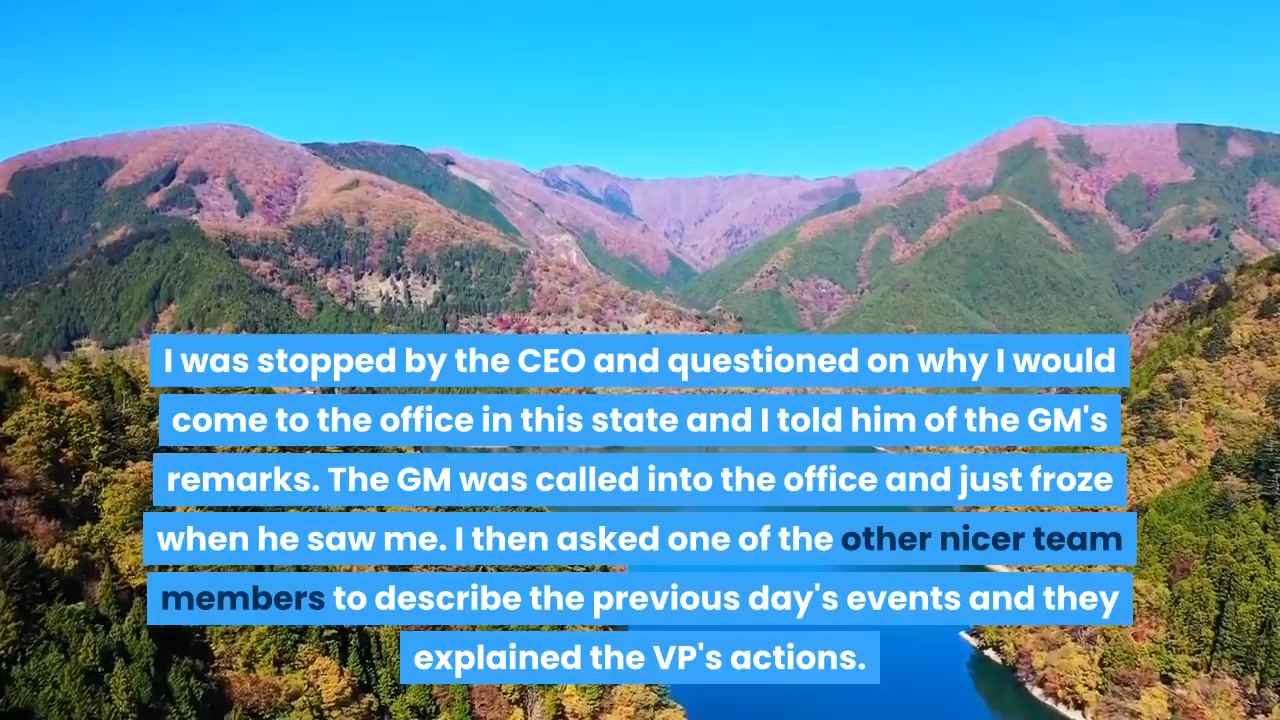 I was stopped by the CEO and questioned on why I would
come to the office in this state and I told him of the GM's
remarks. The GM was called into the office and just froze
when he saw me. I then asked one of the other nicer team
members to describe the previous day's events and they
explained the VP's actions.